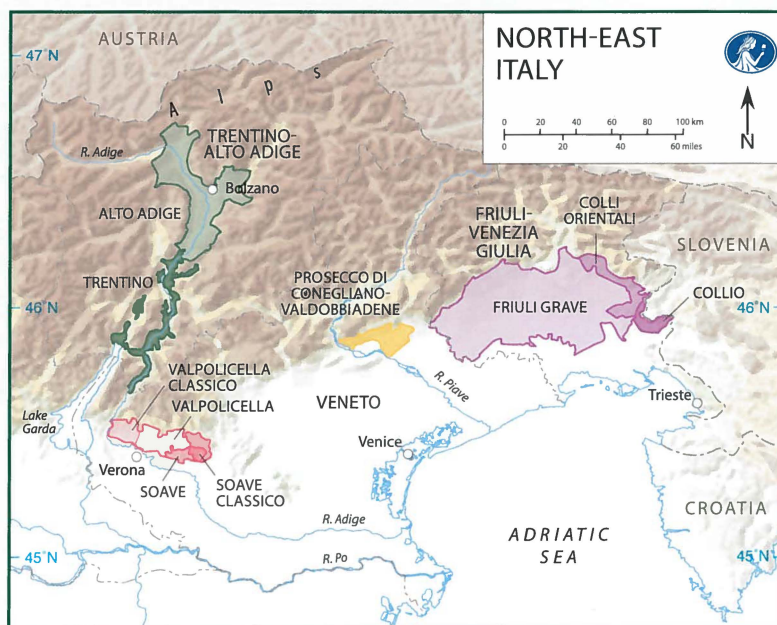 AUSTRIA
47°N
NORTH-EAST
ITALY
0 20 40 60 80 100 km
0 20 40 60 miles
N
Alps
R. Adige
TRENTINO-
ALTO ADIGE
Bolzano
ALTO ADIGE
TRENTINO
FRIULI-
VENEZIA
GIULIA
COLLI
ORIENTALI
SLOVENIA
PROSECCO DI
CONEGLIANO-
VALDOBBIADENE
46°N
FRIULI GRAVE
COLLIO
46°N
VALPOLICELLA
CLASSICO
VALPOLICELLA
VENETO
R. Piave
Trieste
Lake
Garda
Verona
Venice
SOAVE
SOAVE
CLASSICO
CROATIA
R. Adige
ADRIATIC
SEA
45°N
R. Po
45°N